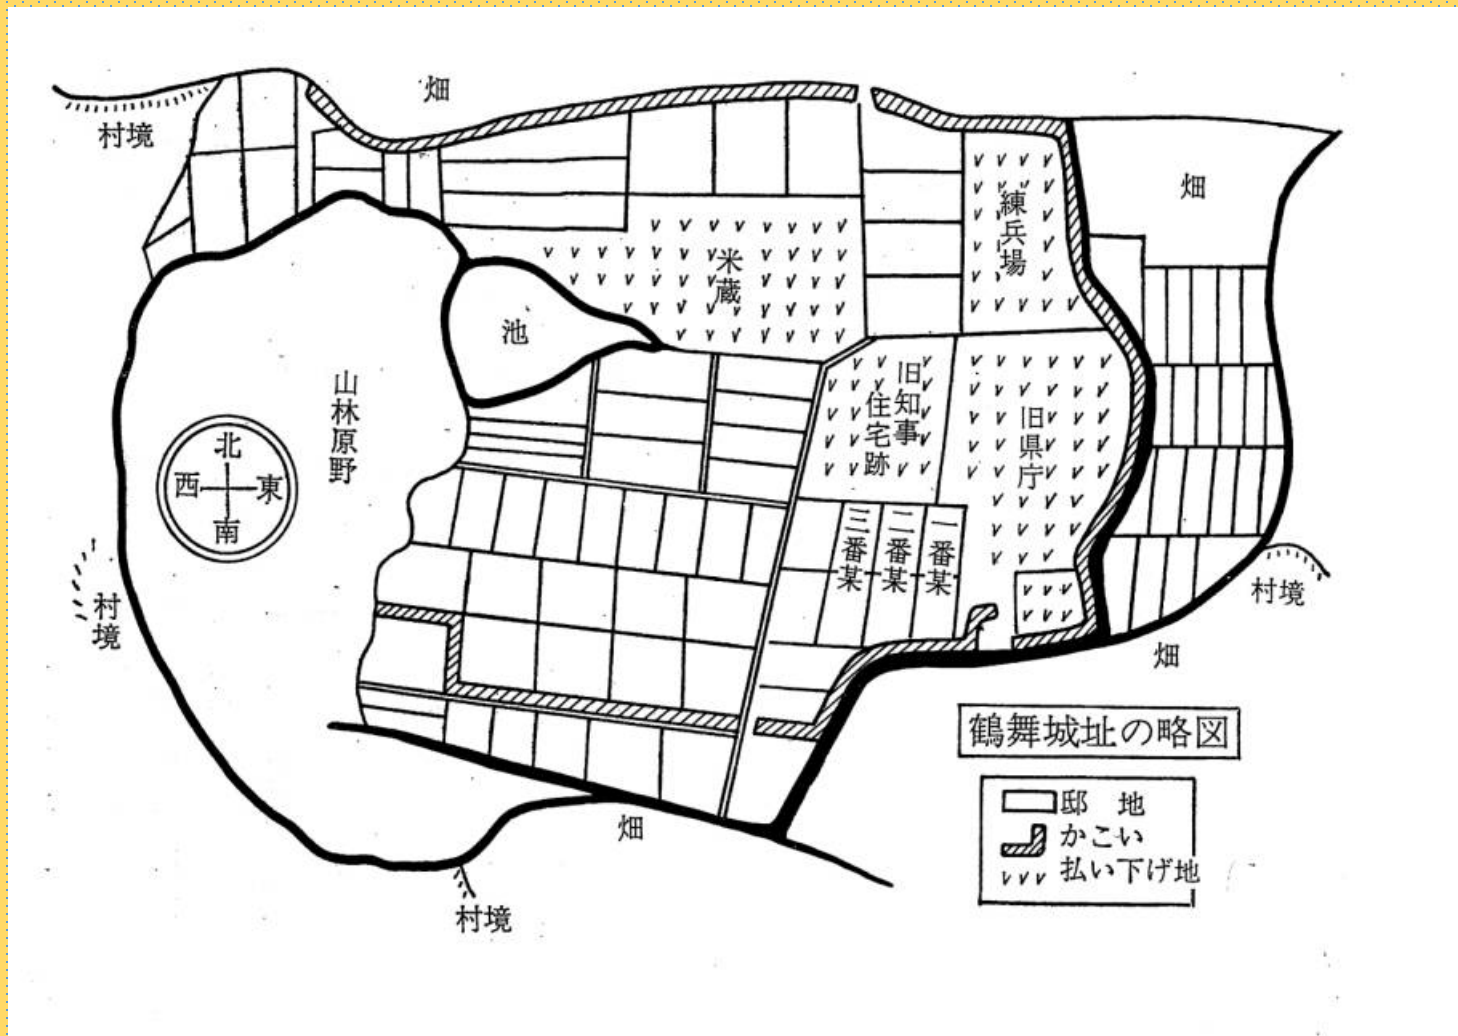 畑
村境
畑
練兵場
米蔵
池
山林原野
旧知事
住宅跡
旧県庁
北
西
東
南
一番某
二番某
三番某
村境
村境
畑
鶴舞城址の略図
邸 地
かこい
払い下げ地
畑
村境